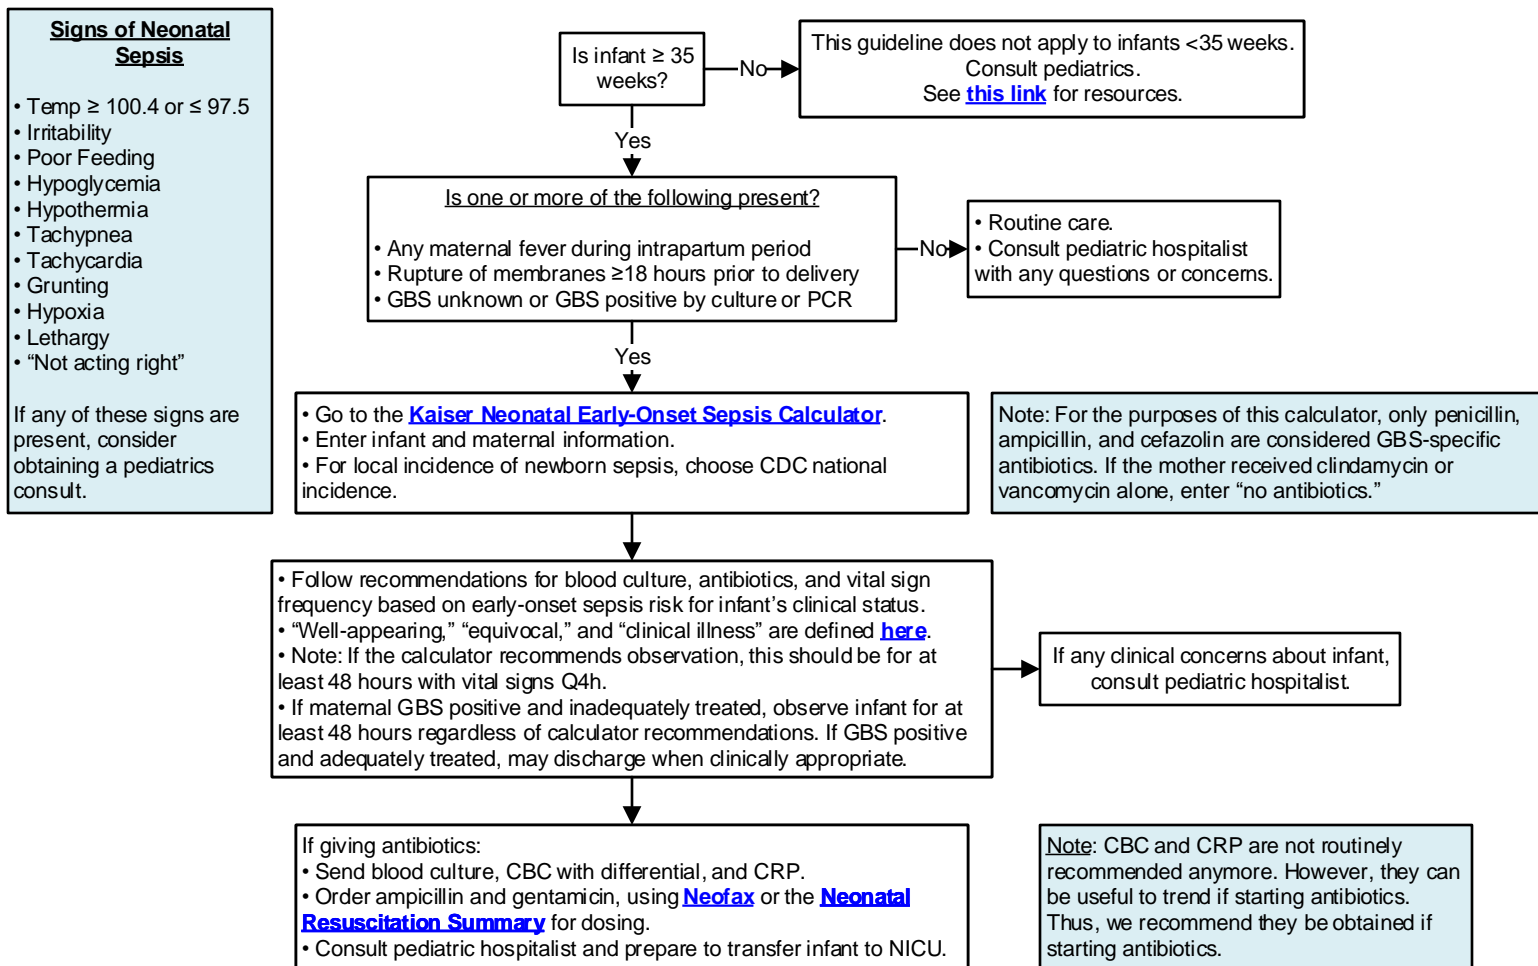 Signs of Neonatal
Sepsis
• Temp ≥ 100.4 or ≤ 97.5
• Irritability
• Poor Feeding
• Hypoglycemia
• Hypothermia
• Tachypnea
• Tachycardia
• Grunting
• Hypoxia
• Lethargy
• “Not acting right”
If any of these signs are
present, consider
obtaining a pediatrics
consult.
Is infant ≥ 35
weeks?
No
This guideline does not apply to infants <35 weeks.
Consult pediatrics.
See this link for resources.
Yes
Is one or more of the following present?
• Any maternal fever during intrapartum period
• Rupture of membranes ≥18 hours prior to delivery
• GBS unknown or GBS positive by culture or PCR
No
• Routine care.
• Consult pediatric hospitalist
with any questions or concerns.
Yes
• Go to the Kaiser Neonatal Early-Onset Sepsis Calculator.
• Enter infant and maternal information.
• For local incidence of newborn sepsis, choose CDC national
incidence.
Note: For the purposes of this calculator, only penicillin,
ampicillin, and cefazolin are considered GBS-specific
antibiotics. If the mother received clindamycin or
vancomycin alone, enter “no antibiotics.”
• Follow recommendations for blood culture, antibiotics, and vital sign
frequency based on early-onset sepsis risk for infant’s clinical status.
• “Well-appearing,” “equivocal,” and “clinical illness” are defined here.
• Note: If the calculator recommends observation, this should be for at
least 48 hours with vital signs Q4h.
• If maternal GBS positive and inadequately treated, observe infant for at
least 48 hours regardless of calculator recommendations. If GBS positive
and adequately treated, may discharge when clinically appropriate.
If any clinical concerns about infant,
consult pediatric hospitalist.
If giving antibiotics:
• Send blood culture, CBC with differential, and CRP.
• Order ampicillin and gentamicin, using Neofax or the Neonatal
Resuscitation Summary for dosing.
• Consult pediatric hospitalist and prepare to transfer infant to NICU.
Note: CBC and CRP are not routinely
recommended anymore. However, they can
be useful to trend if starting antibiotics.
Thus, we recommend they be obtained if
starting antibiotics.